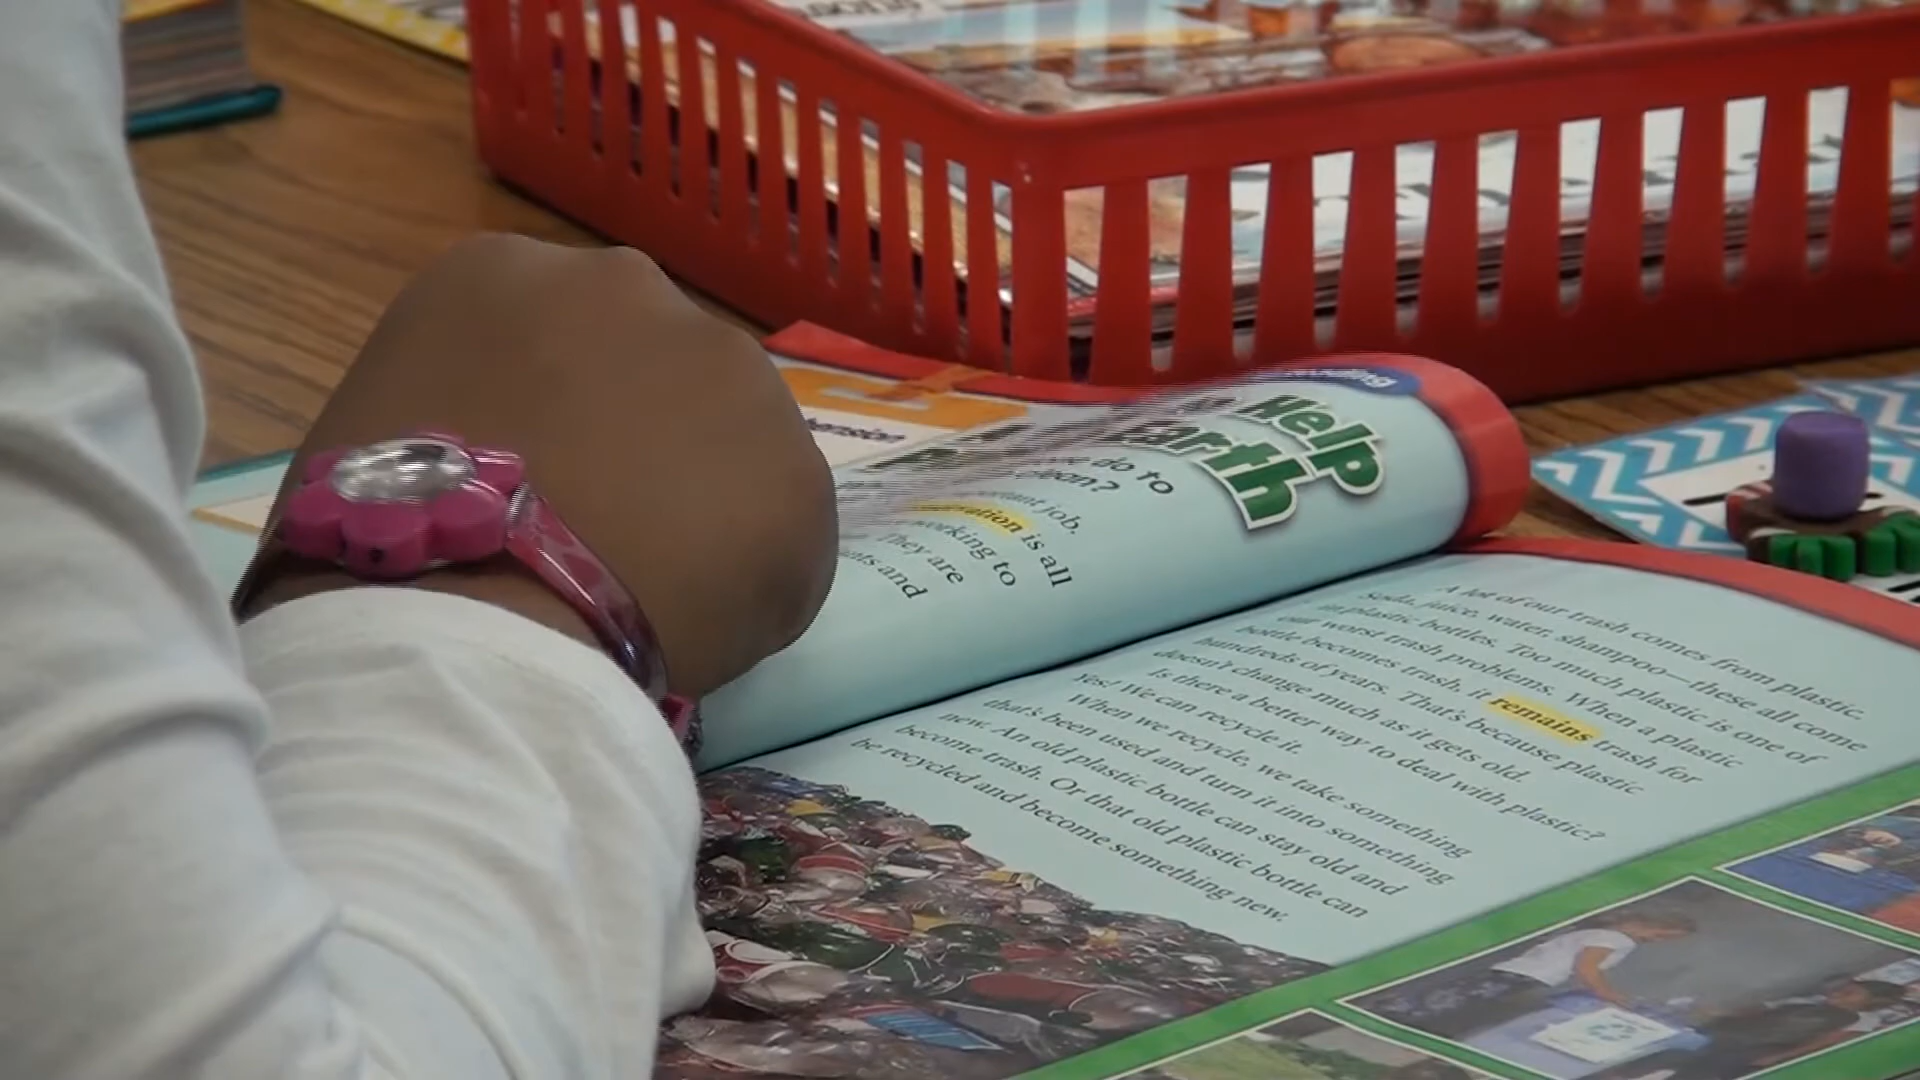 Help
Earth
do to
clean?
important job.
is all
working to
They are
and
A lot of our trash comes from plastic.
Soda, juice, water, shampoo—these all come
in plastic bottles. Too much plastic is one of
our worst trash problems. When a plastic
bottle becomes trash, it remains trash for
hundreds of years. That's because plastic
doesn't change much as it gets old.
Is there a better way to deal with plastic?
Yes! We can recycle it.
When we recycle, we take something
that's been used and turn it into something
new. An old plastic bottle can stay old and
become trash. Or that old plastic bottle can
be recycled and become something new.